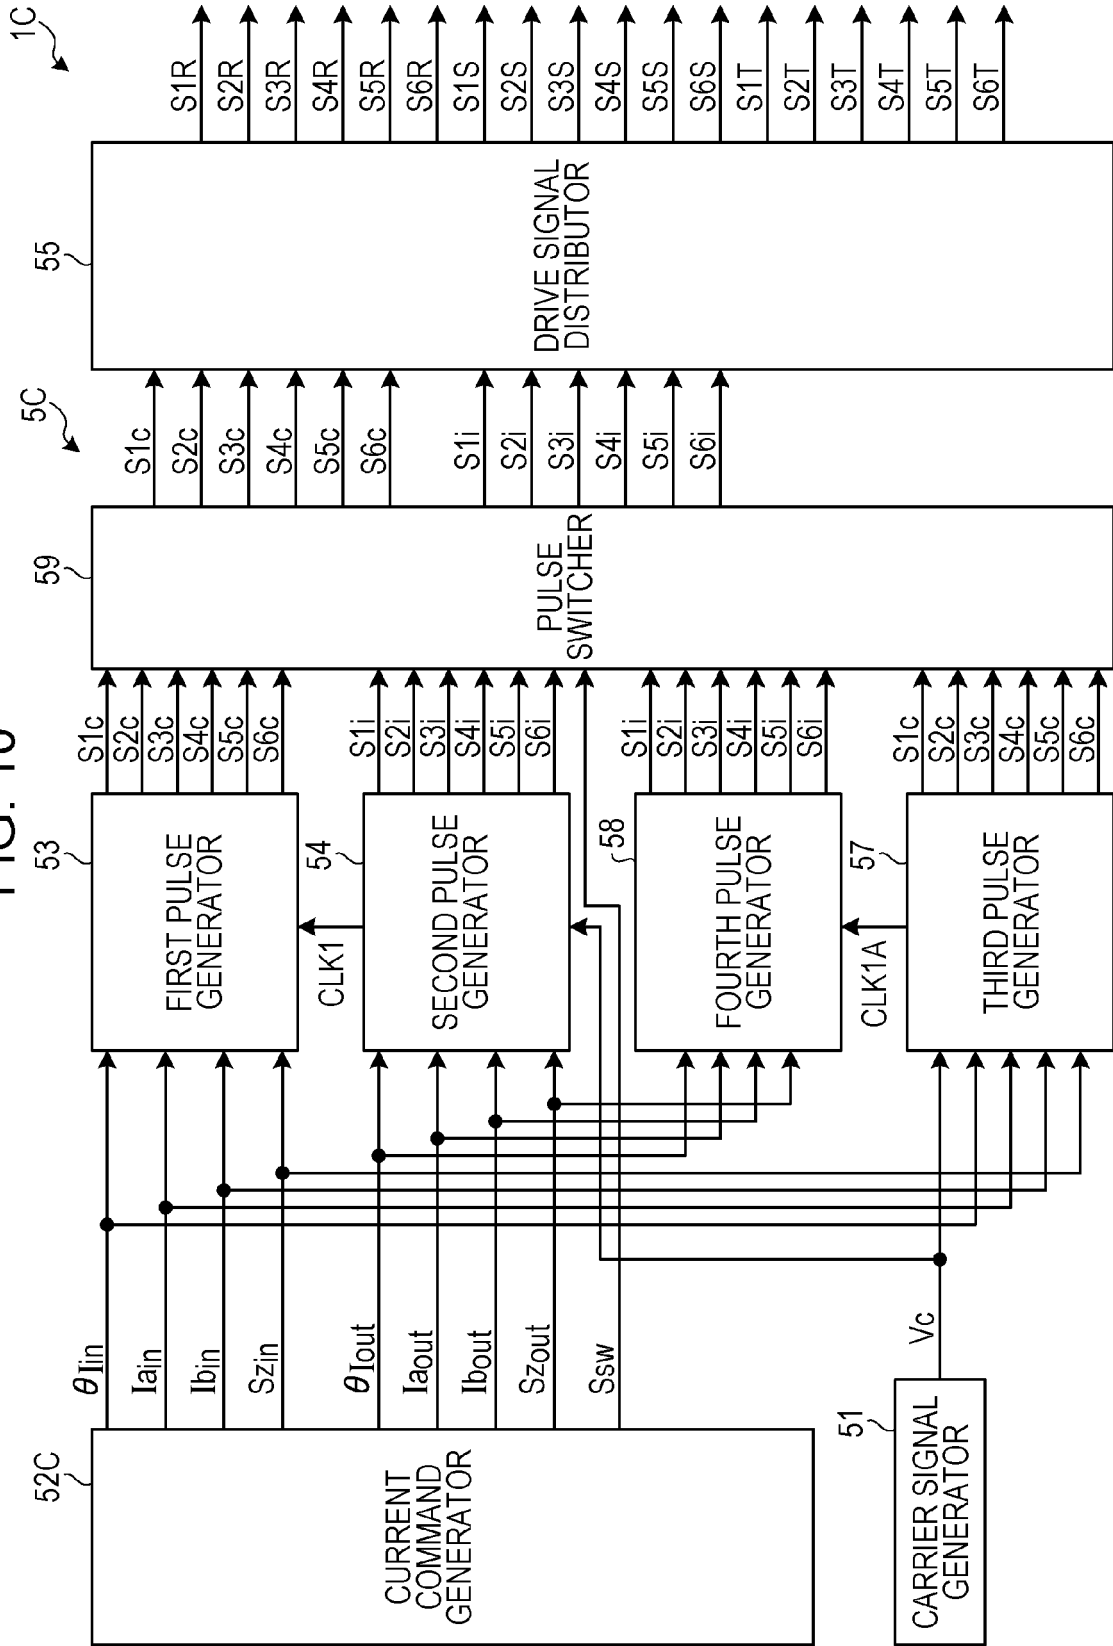 1C
5C
52C
CURRENT
COMMAND
GENERATOR
51
CARRIER SIGNAL
GENERATOR
θIin
Iain
Ibin
Szin
θIout
Iaout
Ibout
Szout
Ssw
Vc
53
FIRST PULSE
GENERATOR
CLK1
54
SECOND PULSE
GENERATOR
58
FOURTH PULSE
GENERATOR
CLK1A
57
THIRD PULSE
GENERATOR
S1c
S2c
S3c
S4c
S5c
S6c
S1i
S2i
S3i
S4i
S5i
S6i
S1i
S2i
S3i
S4i
S5i
S6i
S1c
S2c
S3c
S4c
S5c
S6c
59
PULSE
SWITCHER
S1c
S2c
S3c
S4c
S5c
S6c
S1i
S2i
S3i
S4i
S5i
S6i
55
DRIVE SIGNAL
DISTRIBUTOR
S1R
S2R
S3R
S4R
S5R
S6R
S1S
S2S
S3S
S4S
S5S
S6S
S1T
S2T
S3T
S4T
S5T
S6T
FIG.